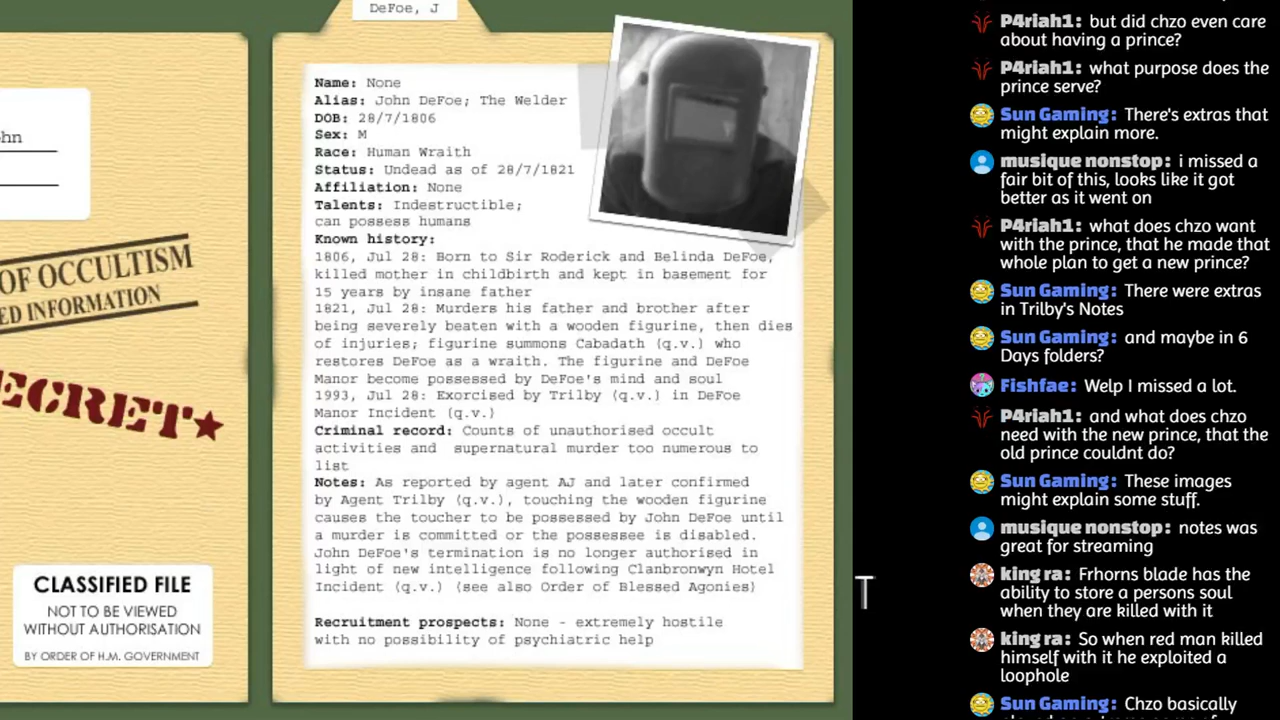 DeFoe, J
hn
OF OCCULTISM
ED INFORMATION
ECRET★
CLASSIFIED FILE
NOT TO BE VIEWED
WITHOUT AUTHORISATION
BY ORDER OF H.M. GOVERNMENT
Name: None
Alias: John DeFoe; The Welder
DOB: 28/7/1806
Sex: M
Race: Human Wraith
Status: Undead as of 28/7/1821
Affiliation: None
Talents: Indestructible;
can possess humans
Known history:
1806, Jul 28: Born to Sir Roderick and Belinda DeFoe,
killed mother in childbirth and kept in basement for
15 years by insane father
1821, Jul 28: Murders his father and brother after
being severely beaten with a wooden figurine, then dies
of injuries; figurine summons Cabadath (q.v.) who
restores DeFoe as a wraith. The figurine and DeFoe
Manor become possessed by DeFoe's mind and soul
1993, Jul 28: Exorcised by Trilby (q.v.) in DeFoe
Manor Incident (q.v.)
Criminal record: Counts of unauthorised occult
activities and  supernatural murder too numerous to
list
Notes: As reported by agent AJ and later confirmed
by Agent Trilby (q.v.), touching the wooden figurine
causes the toucher to be possessed by John DeFoe until
a murder is committed or the possessee is disabled.
John DeFoe's termination is no longer authorised in
light of new intelligence following Clanbronwyn Hotel
Incident (q.v.) (see also Order of Blessed Agonies)
Recruitment prospects: None - extremely hostile
with no possibility of psychiatric help
T
P4riah1: but did chzo even care
about having a prince?
P4riah1: what purpose does the
prince serve?
Sun Gaming: There's extras that
might explain more.
musique nonstop: i missed a
fair bit of this, looks like it got
better as it went on
P4riah1: what does chzo want
with the prince, that he made that
whole plan to get a new prince?
Sun Gaming: There were extras
in Trilby's Notes
Sun Gaming: and maybe in 6
Days folders?
Fishfae: Welp I missed a lot.
P4riah1: and what does chzo
need with the new prince, that the
old prince couldnt do?
Sun Gaming: These images
might explain some stuff.
musique nonstop: notes was
great for streaming
king ra: Frhorns blade has the
ability to store a persons soul
when they are killed with it
king ra: So when red man killed
himself with it he exploited a
loophole
Sun Gaming: Chzo basically